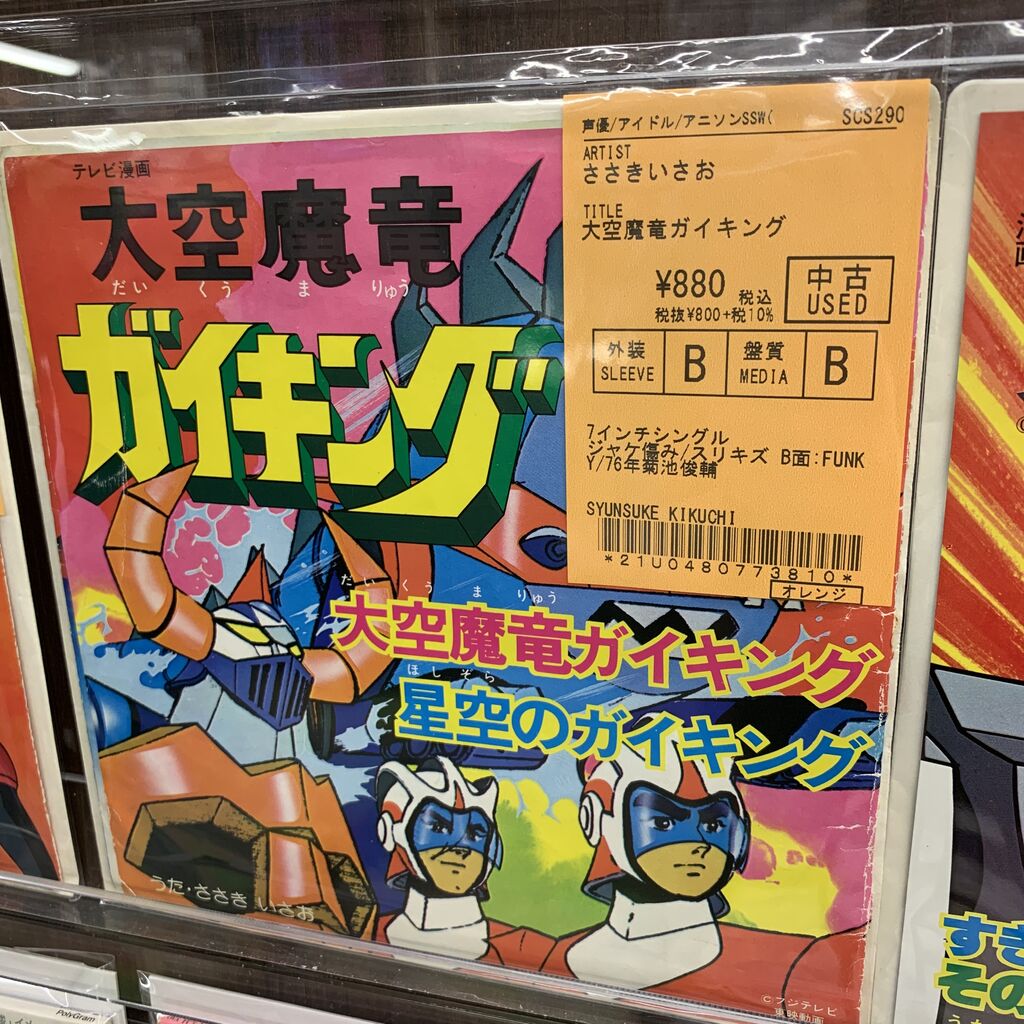 テレビ漫画
大空魔竜
だい くう ま りゅう
ガイキング
声優/アイドル/アニソンSSW( SCS290
ARTIST
ささきいさお
TITLE
大空魔竜ガイキング
¥880 税込
税抜¥800+税10%
中古
USED
外装
SLEEVE
B
盤質
MEDIA
B
7インチシングル
ジャケ傷み/スリキズ B面:FUNK
Y/76年菊池俊輔
SYUNSUKE KIKUCHI
*21U0480773810*
オレンジ
だい くう ま りゅう
大空魔竜ガイキング
ほしぞら
星空のガイキング
うた・ささき いさお
©フジテレビ
東映動画
すき
その
うた
PolyGram